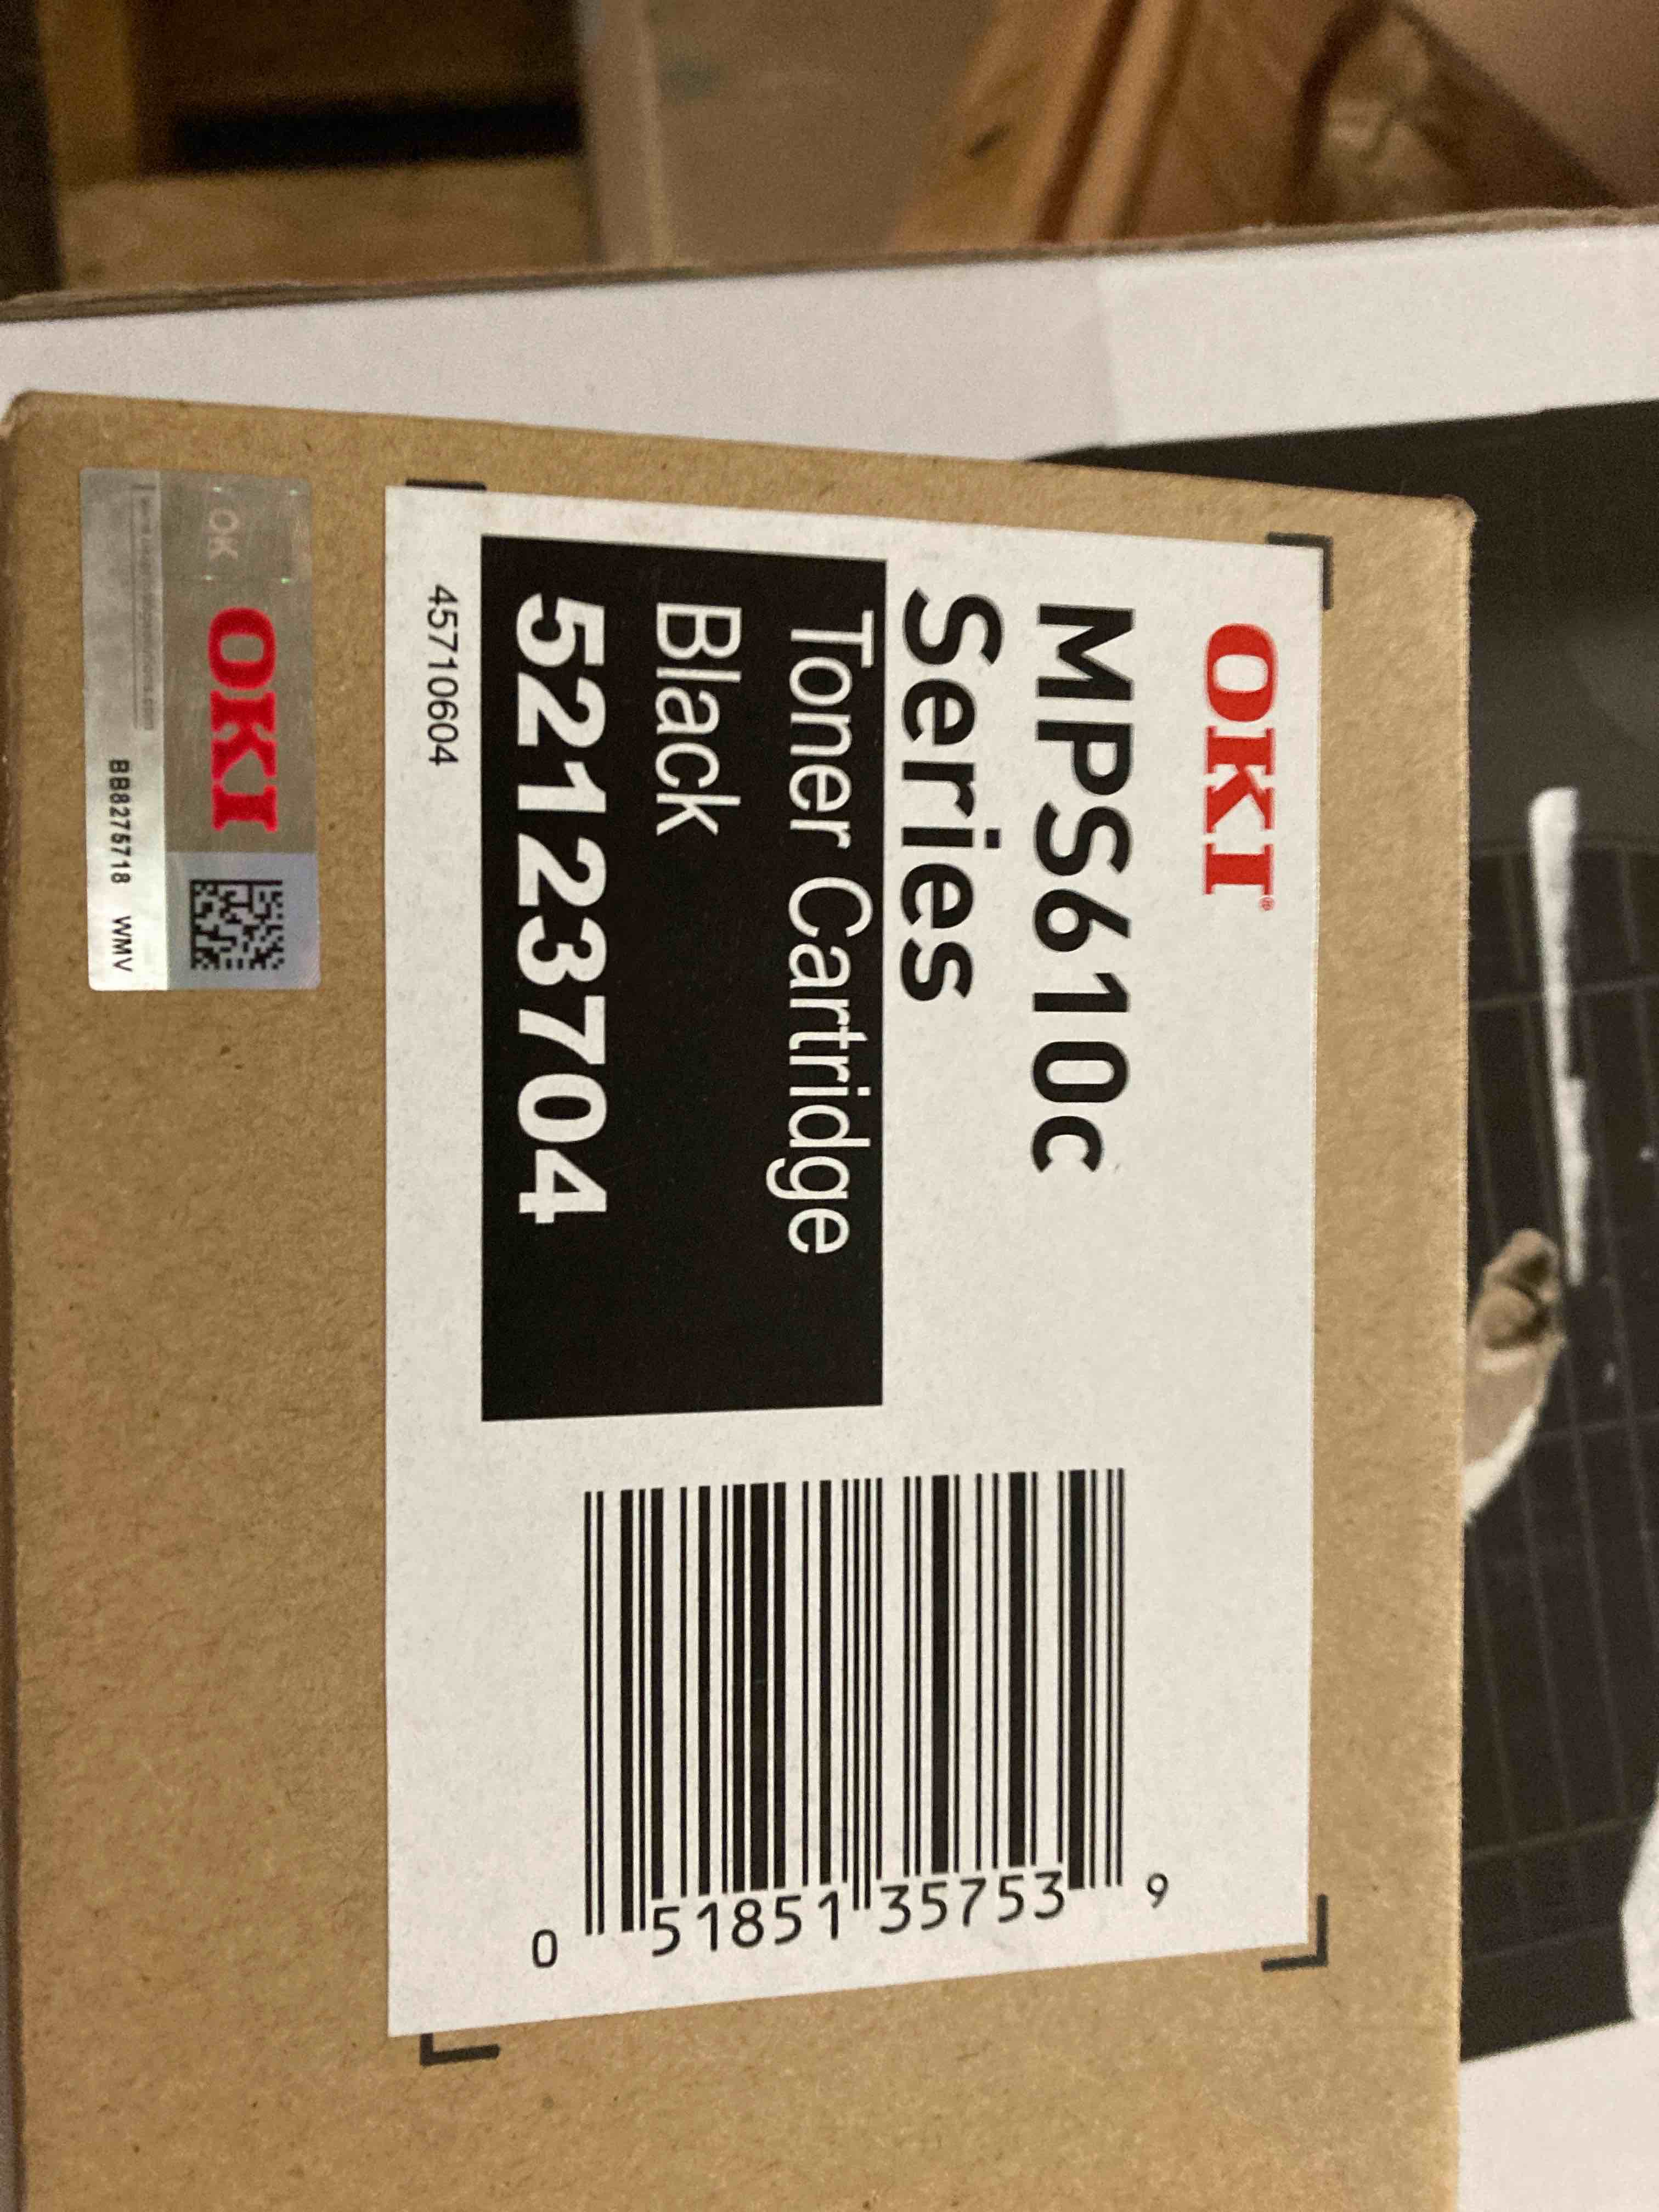 OKI®
MPS610c
Series
Toner Cartridge
Black
52123704
45710604
0 51851 35753 9
OK
OKI
BB8275718 WMV